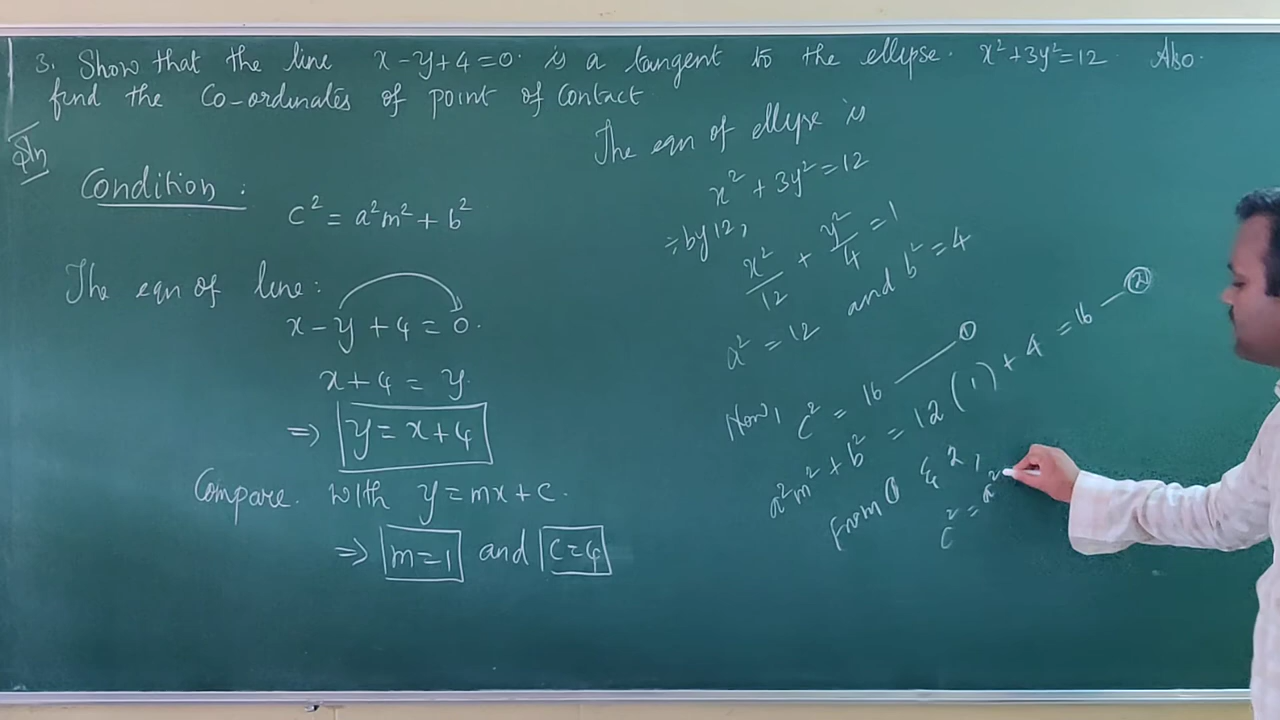 3. Show that the line x-y+4=0. is a tangent to the ellipse. x²+3y²=12. Also.
find the co-ordinates of point of contact
Soln
Condition:
c² = a²m² + b²
The eqn of line:
x - y + 4 = 0.
x+4 = y.
⇒ y = x+4
Compare. with y = mx + c.
⇒ m=1 and c=4
The eqn of ellipse is
x² + 3y² = 12
÷ by 12,
x²/12 + y²/4 = 1
a² = 12 and b² = 4
Now, c² = 16 — ①
a²m² + b² = 12(1) + 4 = 16 — ②
From ① & 2,
c² = a²